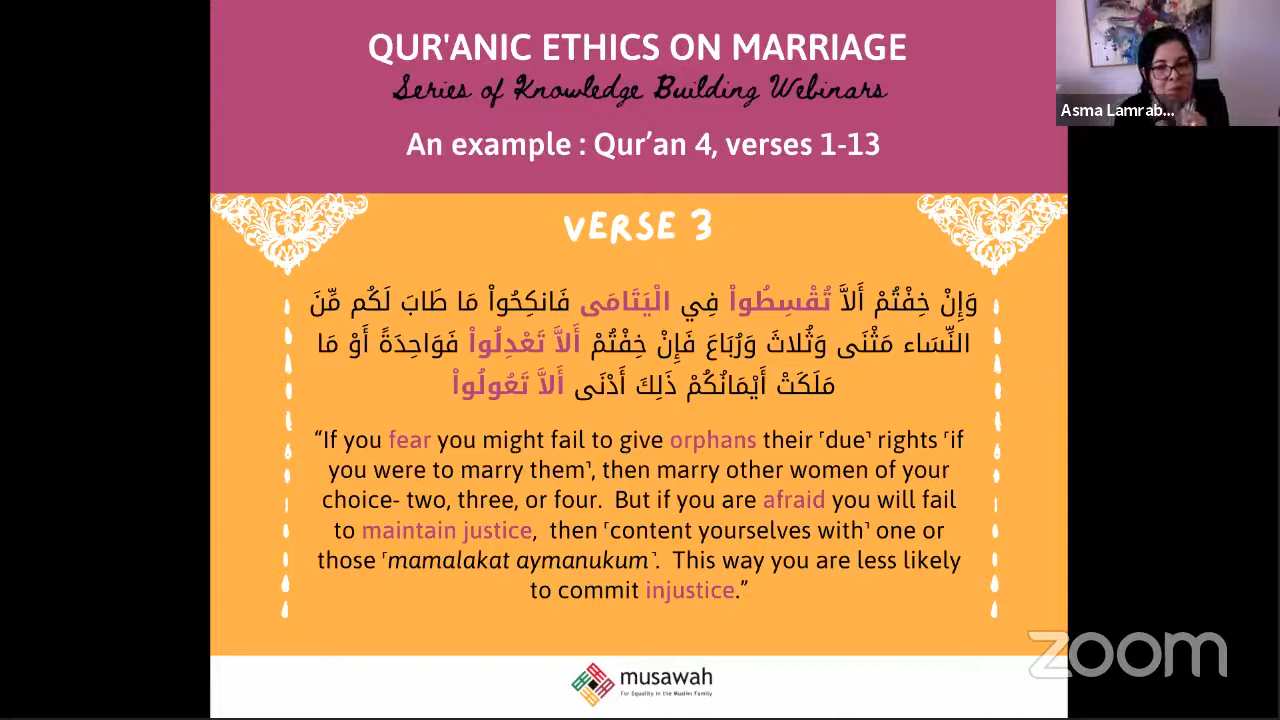 QUR'ANIC ETHICS ON MARRIAGE
Series of Knowledge Building Webinars
An example : Qur’an 4, verses 1-13
Asma Lamrab...
VERSE 3
وَإِنْ خِفْتُمْ أَلاَّ تُقْسِطُواْ فِي الْيَتَامَى فَانكِحُواْ مَا طَابَ لَكُم مِّنَ
النِّسَاء مَثْنَى وَثُلاثَ وَرُبَاعَ فَإِنْ خِفْتُمْ أَلاَّ تَعْدِلُواْ فَوَاحِدَةً أَوْ مَا
مَلَكَتْ أَيْمَانُكُمْ ذَلِكَ أَدْنَى أَلاَّ تَعُولُواْ
“If you fear you might fail to give orphans their ˹due˺ rights ˹if
you were to marry them˺, then marry other women of your
choice- two, three, or four. But if you are afraid you will fail
to maintain justice, then ˹content yourselves with˺ one or
those ˹mamalakat aymanukum˺. This way you are less likely
to commit injustice.”
zoom
musawah
For Equality in the Muslim Family